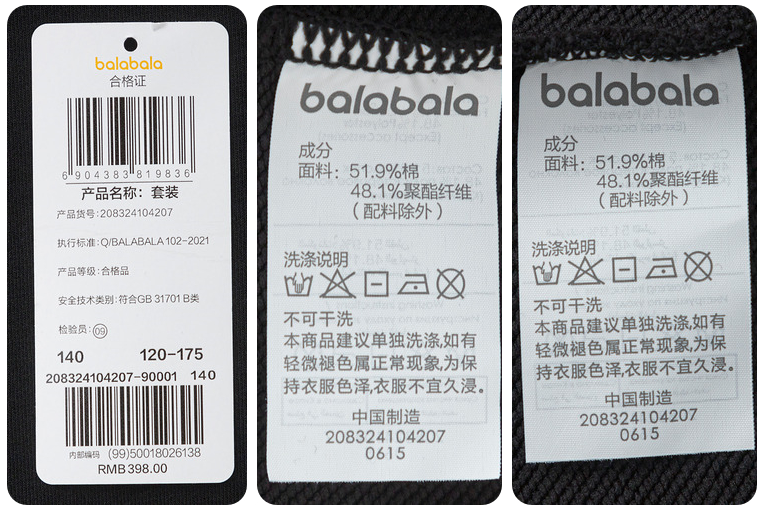 balabala
合格证
6 904383 819836
产品名称：套装
产品货号：208324104207
执行标准：Q/BALABALA 102-2021
产品等级：合格品
安全技术类别：符合GB 31701 B类
检验员：09
140 120-175
208324104207-90001 140
内部编码 (99)50018026138
RMB398.00
balabala
成分
面料：51.9%棉
48.1%聚酯纤维
（配料除外）
洗涤说明
不可干洗
本商品建议单独洗涤,如有
轻微褪色属正常现象,为保
持衣服色泽,衣服不宜久浸。
中国制造
208324104207
0615
balabala
成分
面料：51.9%棉
48.1%聚酯纤维
（配料除外）
洗涤说明
不可干洗
本商品建议单独洗涤,如有
轻微褪色属正常现象,为保
持衣服色泽,衣服不宜久浸。
中国制造
208324104207
0615